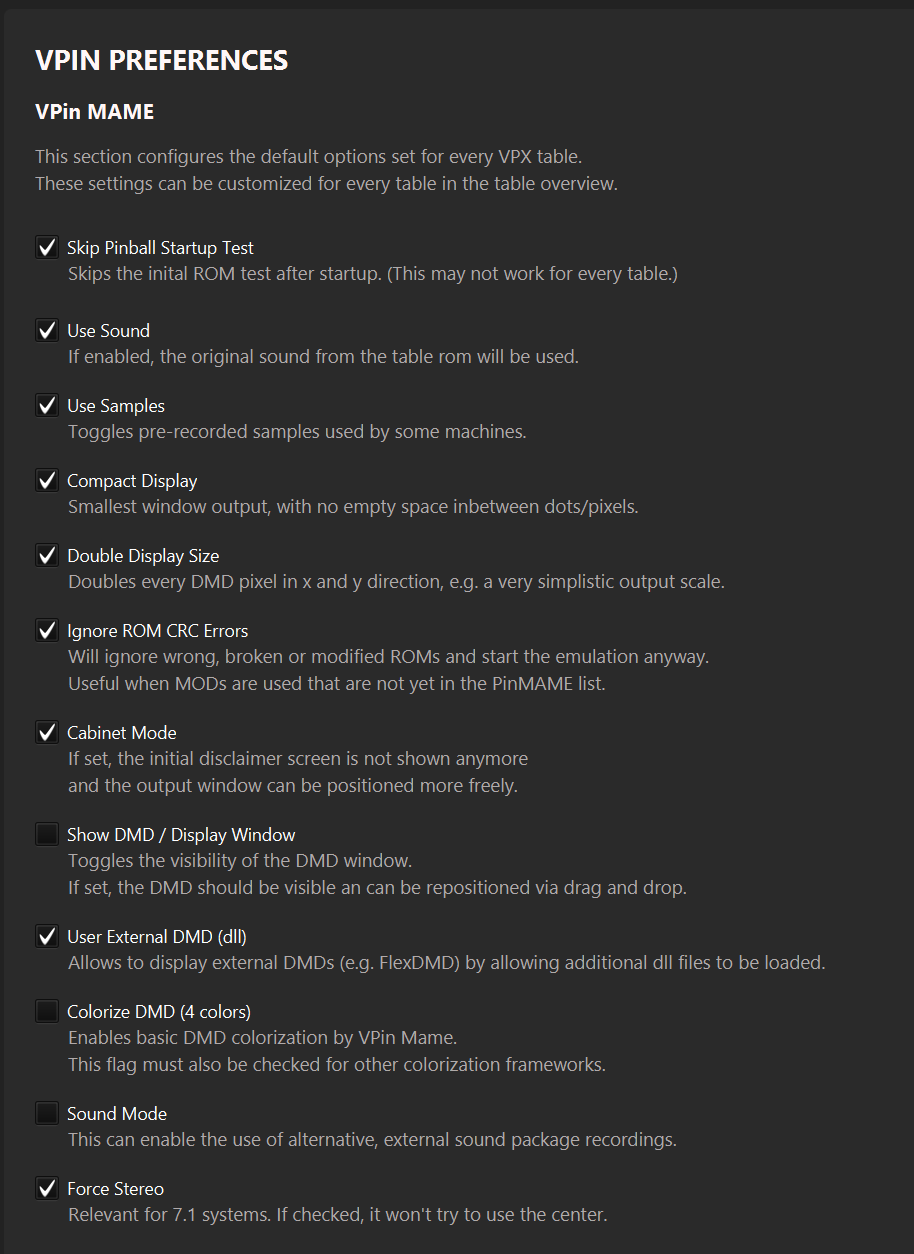 VPIN PREFERENCES
VPin MAME
This section configures the default options set for every VPX table.
These settings can be customized for every table in the table overview.
Skip Pinball Startup Test
Skips the inital ROM test after startup. (This may not work for every table.)
Use Sound
If enabled, the original sound from the table rom will be used.
Use Samples
Toggles pre-recorded samples used by some machines.
Compact Display
Smallest window output, with no empty space inbetween dots/pixels.
Double Display Size
Doubles every DMD pixel in x and y direction, e.g. a very simplistic output scale.
Ignore ROM CRC Errors
Will ignore wrong, broken or modified ROMs and start the emulation anyway.
Useful when MODs are used that are not yet in the PinMAME list.
Cabinet Mode
If set, the initial disclaimer screen is not shown anymore
and the output window can be positioned more freely.
Show DMD / Display Window
Toggles the visibility of the DMD window.
If set, the DMD should be visible an can be repositioned via drag and drop.
User External DMD (dll)
Allows to display external DMDs (e.g. FlexDMD) by allowing additional dll files to be loaded.
Colorize DMD (4 colors)
Enables basic DMD colorization by VPin Mame.
This flag must also be checked for other colorization frameworks.
Sound Mode
This can enable the use of alternative, external sound package recordings.
Force Stereo
Relevant for 7.1 systems. If checked, it won't try to use the center.